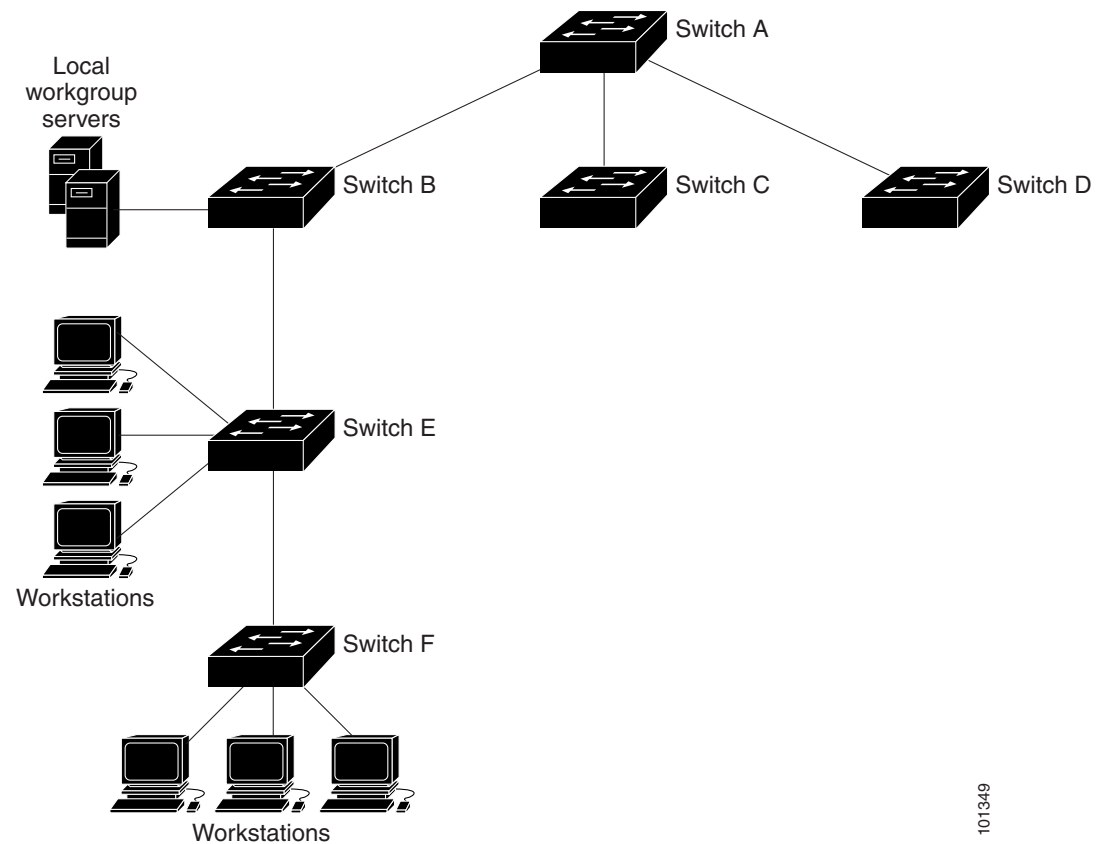 Switch A
Local
workgroup
servers
Switch B
Switch C
Switch D
Switch E
Workstations
Switch F
Workstations
101349